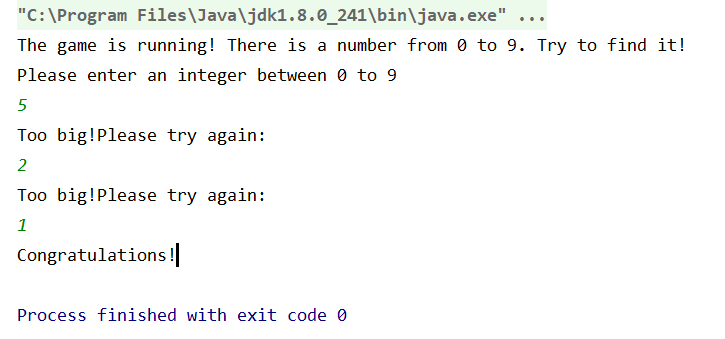 "C:\Program Files\Java\jdk1.8.0_241\bin\java.exe" ...
The game is running! There is a number from 0 to 9. Try to find it!
Please enter an integer between 0 to 9
5
Too big!Please try again:
2
Too big!Please try again:
1
Congratulations!
Process finished with exit code 0